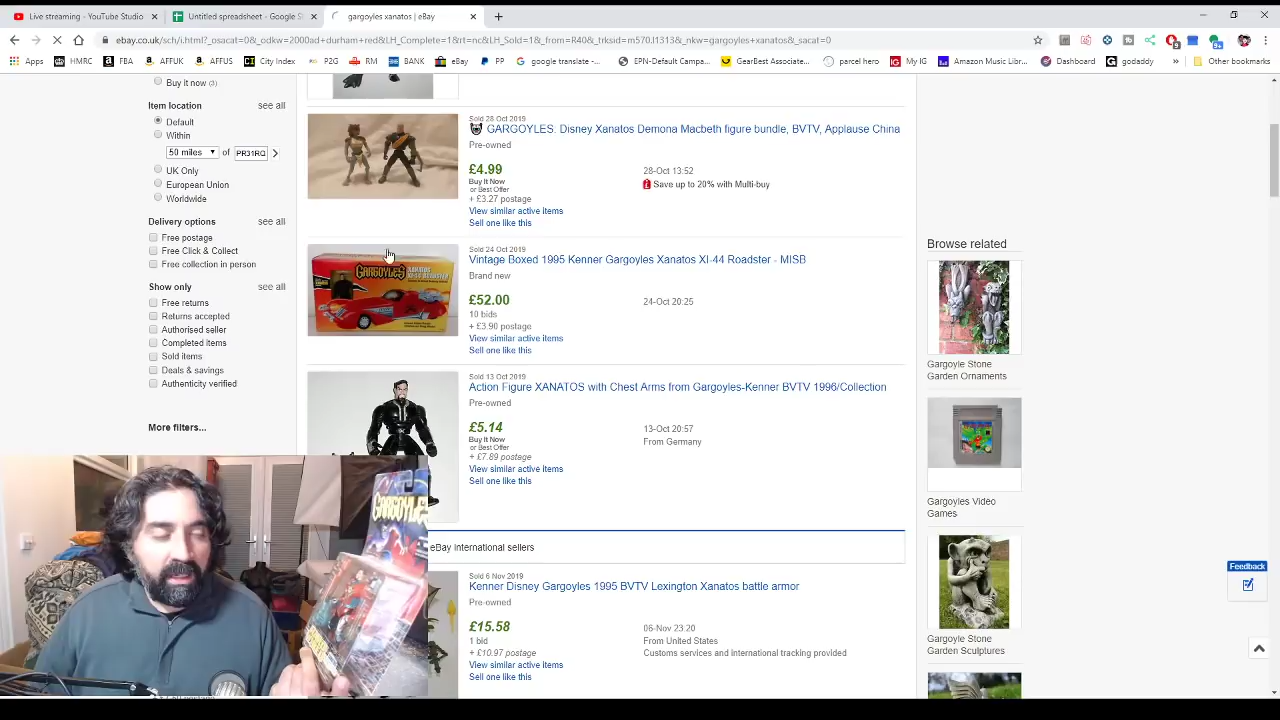 Live streaming - YouTube Studio
Untitled spreadsheet - Google S
gargoyles xanatos | eBay
ebay.co.uk/sch/i.html?_osacat=0&_odkw=2000ad+durham+red&LH_Complete=1&rt=nc&LH_Sold=1&_from=R40&_trksid=m570.l1313&_nkw=gargoyles+xanatos&_sacat=0
Apps HMRC FBA AFFUK AFFUS City Index P2G RM BANK eBay PP google translate - EPN-Default Campa... GearBest Associate... parcel hero My IG Amazon Music Libr... Dashboard godaddy » Other bookmarks
Buy it now (3)
Item location see all
Default
Within
50 miles of PR31RQ
UK Only
European Union
Worldwide
Delivery options see all
Free postage
Free Click & Collect
Free collection in person
Show only see all
Free returns
Returns accepted
Authorised seller
Completed items
Sold items
Deals & savings
Authenticity verified
More filters...
Sold 28 Oct 2019
GARGOYLES. Disney Xanatos Demona Macbeth figure bundle, BVTV, Applause China
Pre-owned
£4.99 28-Oct 13:52
Buy It Now
or Best Offer
Save up to 20% with Multi-buy
+ £3.27 postage
View similar active items
Sell one like this
Sold 24 Oct 2019
Vintage Boxed 1995 Kenner Gargoyles Xanatos XI-44 Roadster - MISB
Brand new
£52.00 24-Oct 20:25
10 bids
+ £3.90 postage
View similar active items
Sell one like this
GARGOYLES
XANATOS
XI-44 ROADSTER
Sold 13 Oct 2019
Action Figure XANATOS with Chest Arms from Gargoyles-Kenner BVTV 1996/Collection
Pre-owned
£5.14 13-Oct 20:57
Buy It Now
or Best Offer
From Germany
+ £7.89 postage
View similar active items
Sell one like this
eBay International sellers
Sold 6 Nov 2019
Kenner Disney Gargoyles 1995 BVTV Lexington Xanatos battle armor
Pre-owned
£15.58 06-Nov 23:20
1 bid From United States
+ £10.97 postage Customs services and international tracking provided
View similar active items
Sell one like this
Browse related
Gargoyle Stone
Garden Ornaments
Gargoyles Video
Games
Gargoyle Stone
Garden Sculptures
Feedback
GARGOYLES